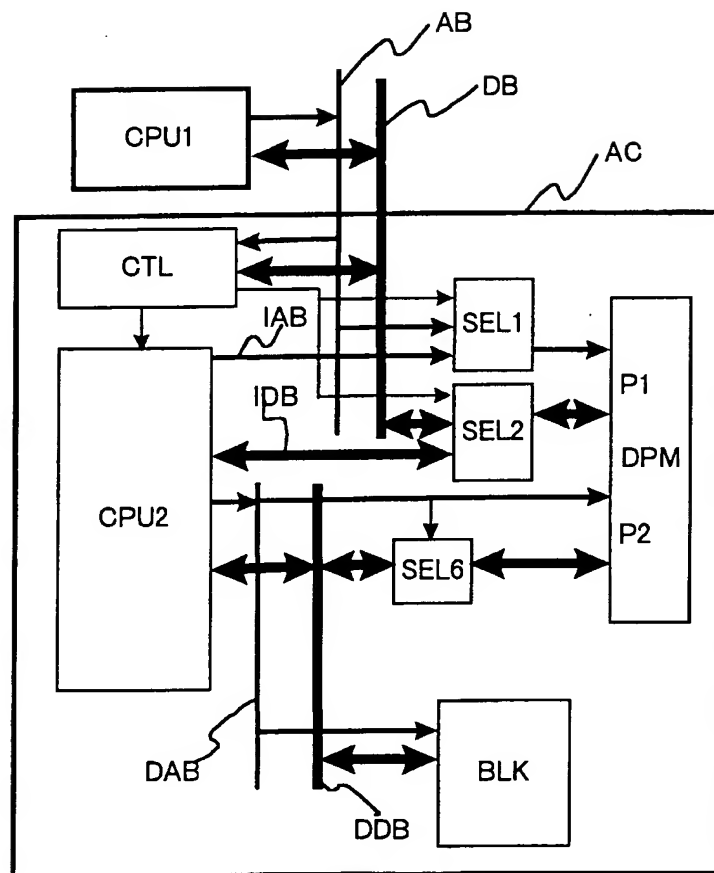 AB
DB
CPU1
AC
CTL
SEL1
IAB
P1
IDB
SEL2
DPM
CPU2
P2
SEL6
DAB
BLK
DDB